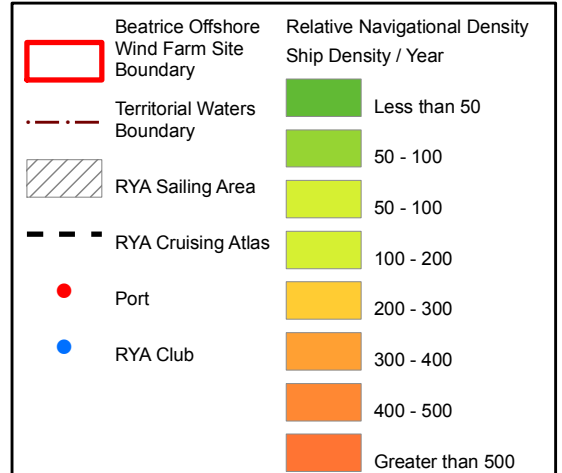 Beatrice Offshore
Wind Farm Site
Boundary
Territorial Waters
Boundary
RYA Sailing Area
RYA Cruising Atlas
Port
RYA Club
Relative Navigational Density
Ship Density / Year
Less than 50
50 - 100
50 - 100
100 - 200
200 - 300
300 - 400
400 - 500
Greater than 500